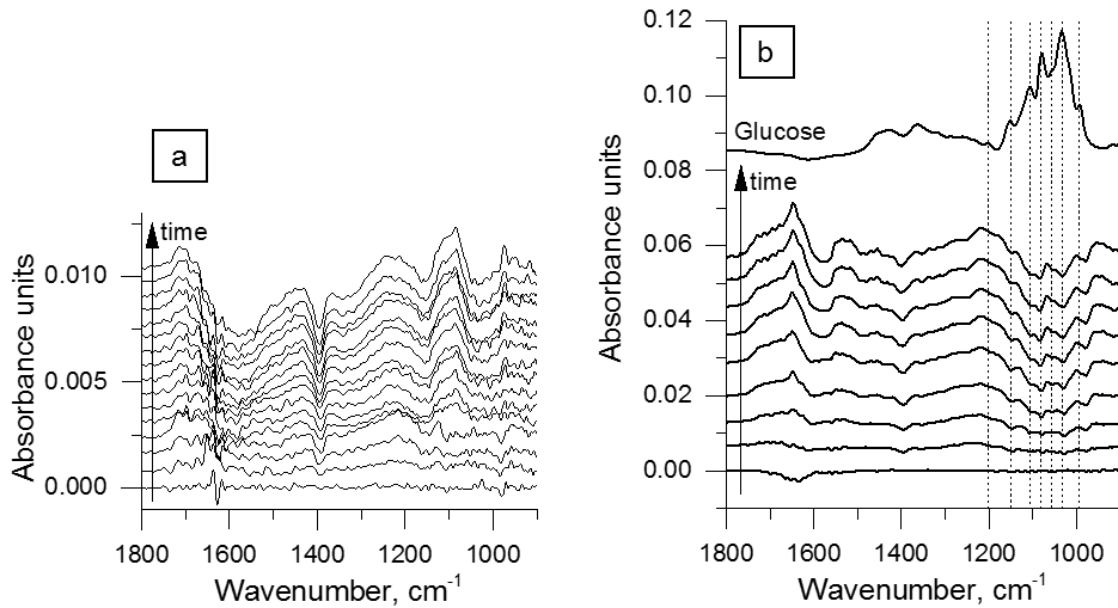 a
time
Absorbance units
0.010
0.005
0.000
1800 1600 1400 1200 1000
Wavenumber, cm-1
b
Glucose
time
Absorbance units
0.12
0.10
0.08
0.06
0.04
0.02
0.00
1800 1600 1400 1200 1000
Wavenumber, cm-1